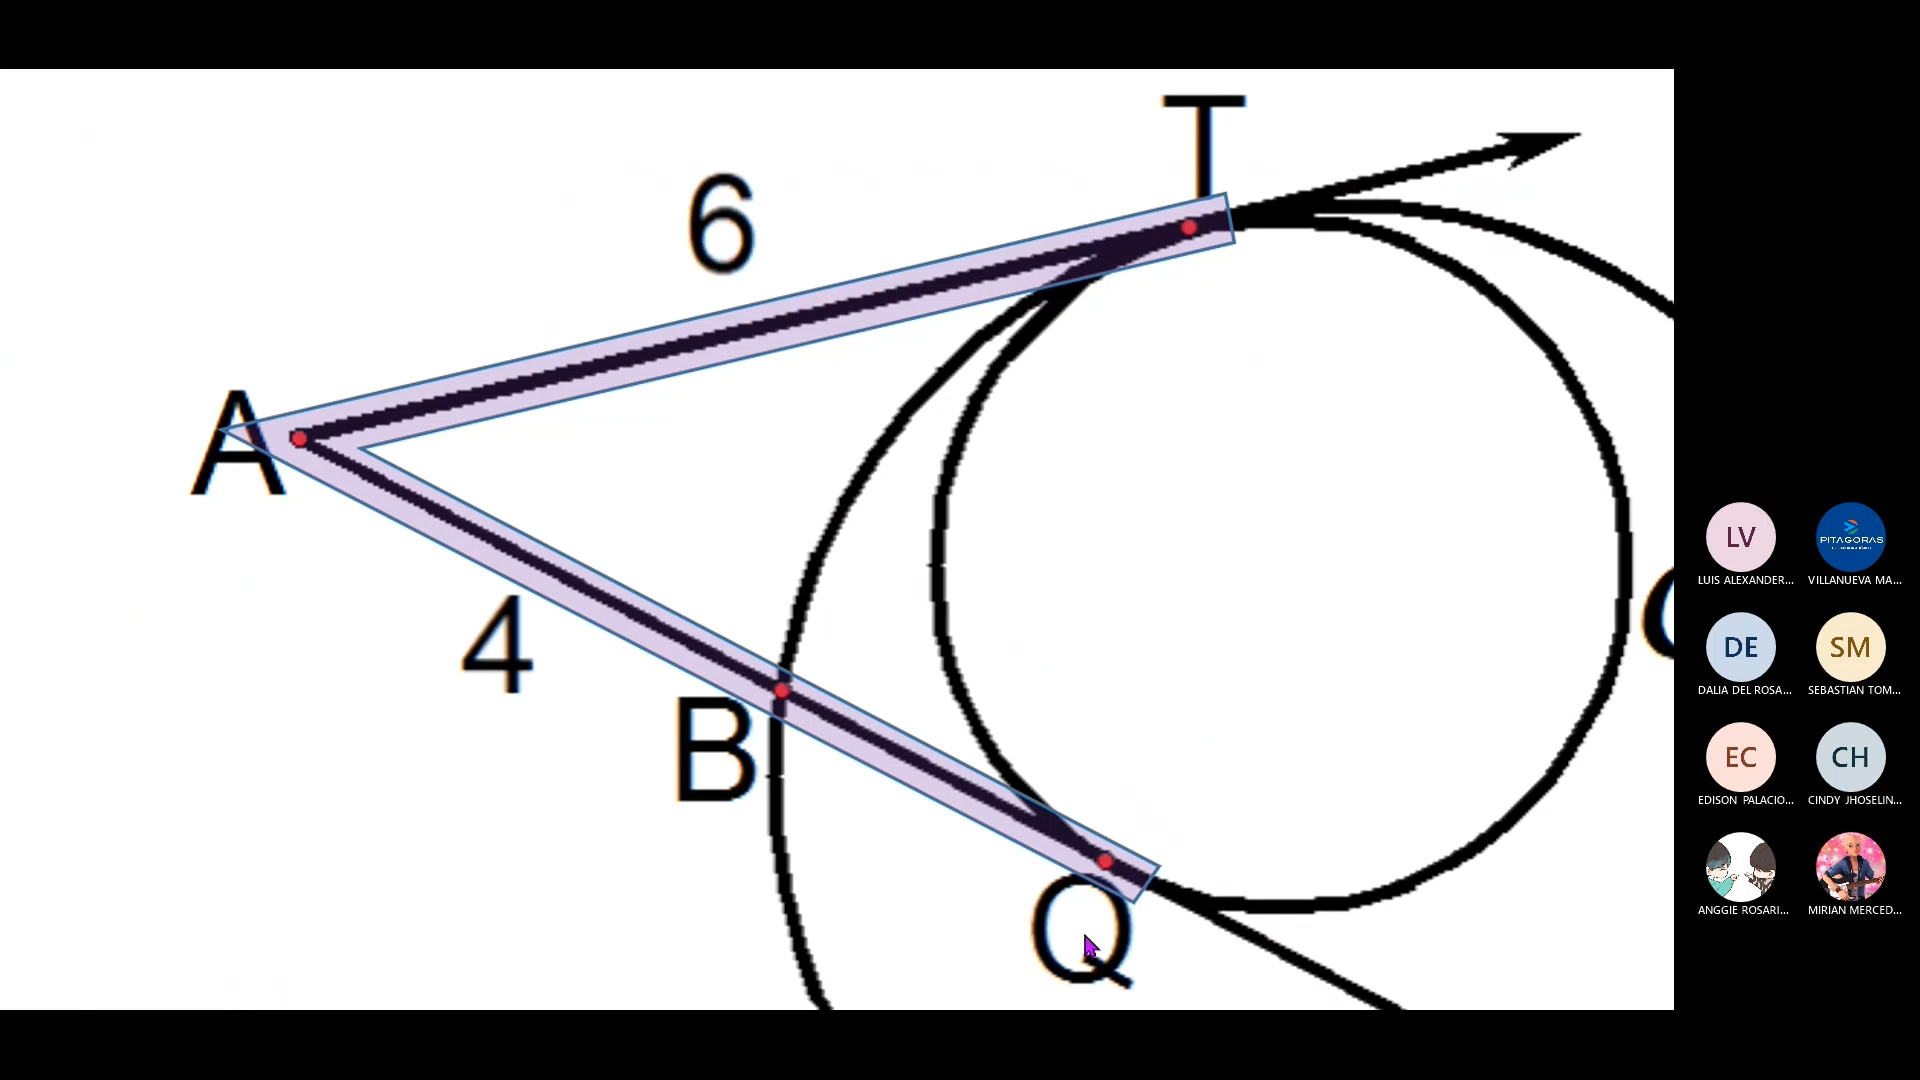 T
6
A
4
B
Q
LV
LUIS ALEXANDER...
PITAGORAS
VILLANUEVA MA...
DE
DALIA DEL ROSA...
SM
SEBASTIAN TOM...
EC
EDISON PALACIO...
CH
CINDY JHOSELIN...
ANGGIE ROSARI...
MIRIAN MERCED...